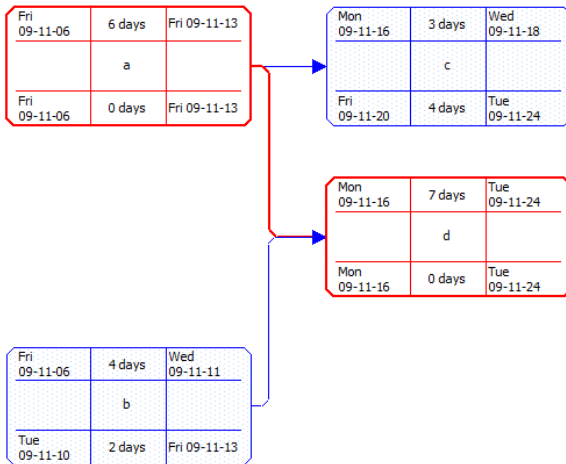 Fri
09-11-06
6 days
Fri 09-11-13
a
Fri
09-11-06
0 days
Fri 09-11-13
Mon
09-11-16
3 days
Wed
09-11-18
c
Fri
09-11-20
4 days
Tue
09-11-24
Mon
09-11-16
7 days
Tue
09-11-24
d
Mon
09-11-16
0 days
Tue
09-11-24
Fri
09-11-06
4 days
Wed
09-11-11
b
Tue
09-11-10
2 days
Fri 09-11-13